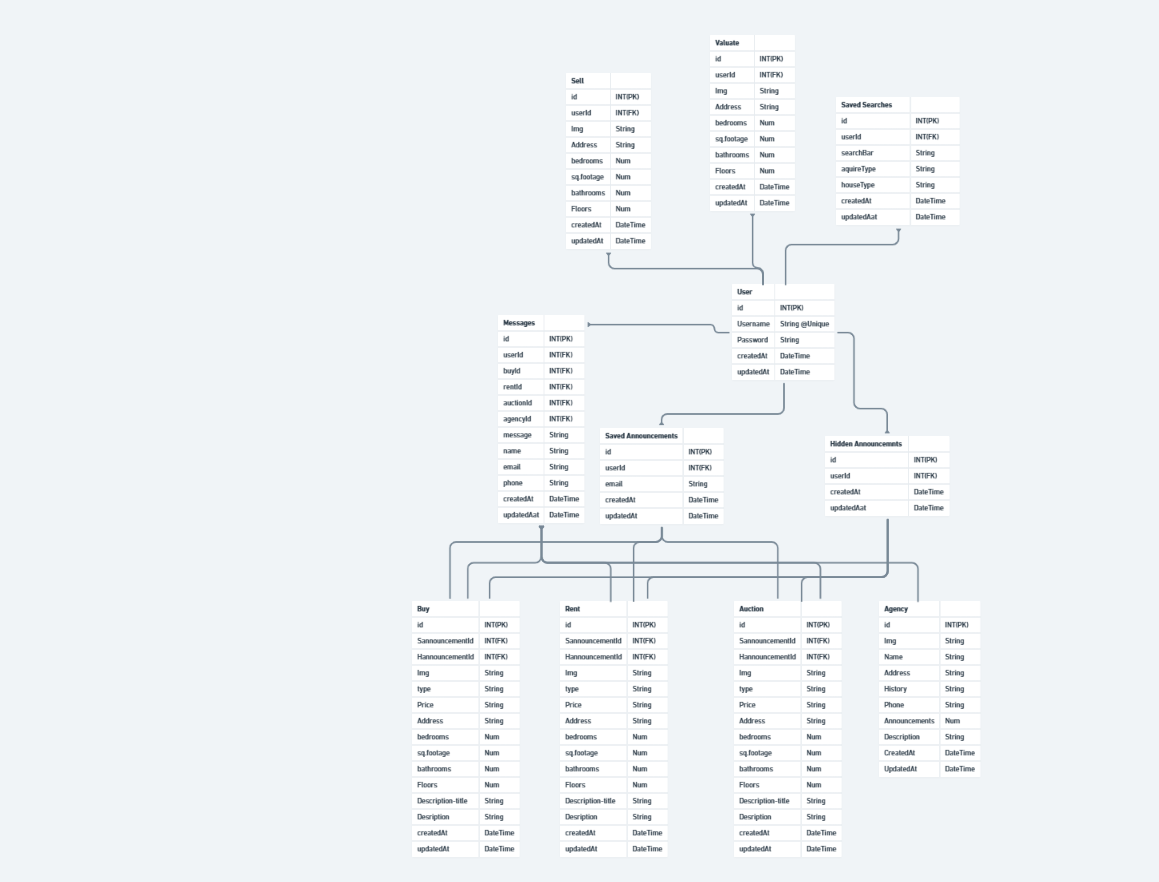 Valuate
id INT(PK)
userId INT(FK)
Img String
Address String
bedrooms Num
sq.footage Num
bathrooms Num
Floors Num
createdAt DateTime
updatedAt DateTime
Sell
id INT(PK)
userId INT(FK)
Img String
Address String
bedrooms Num
sq.footage Num
bathrooms Num
Floors Num
createdAt DateTime
updatedAt DateTime
Saved Searches
id INT(PK)
userId INT(FK)
searchBar String
aquireType String
houseType String
createdAt DateTime
updatedAat DateTime
User
id INT(PK)
Username String @Unique
Password String
createdAt DateTime
updatedAt DateTime
Messages
id INT(PK)
userId INT(FK)
buyId INT(FK)
rentId INT(FK)
auctionId INT(FK)
agencyId INT(FK)
message String
name String
email String
phone String
createdAt DateTime
updatedAat DateTime
Saved Announcements
id INT(PK)
userId INT(FK)
email String
createdAt DateTime
updatedAt DateTime
Hidden Announcemnts
id INT(PK)
userId INT(FK)
createdAt DateTime
updatedAat DateTime
Buy
id INT(PK)
SannouncementId INT(FK)
HannouncementId INT(FK)
Img String
type String
Price String
Address String
bedrooms Num
sq.footage Num
bathrooms Num
Floors Num
Description-title String
Desription String
createdAt DateTime
updatedAt DateTime
Rent
id INT(PK)
SannouncementId INT(FK)
HannouncementId INT(FK)
Img String
type String
Price String
Address String
bedrooms Num
sq.footage Num
bathrooms Num
Floors Num
Description-title String
Desription String
createdAt DateTime
updatedAt DateTime
Auction
id INT(PK)
SannouncementId INT(FK)
HannouncementId INT(FK)
Img String
type String
Price String
Address String
bedrooms Num
sq.footage Num
bathrooms Num
Floors Num
Description-title String
Desription String
createdAt DateTime
updatedAt DateTime
Agency
id INT(PK)
Img String
Name String
Address String
History String
Phone String
Announcements Num
Description String
CreatedAt DateTime
UpdatedAt DateTime